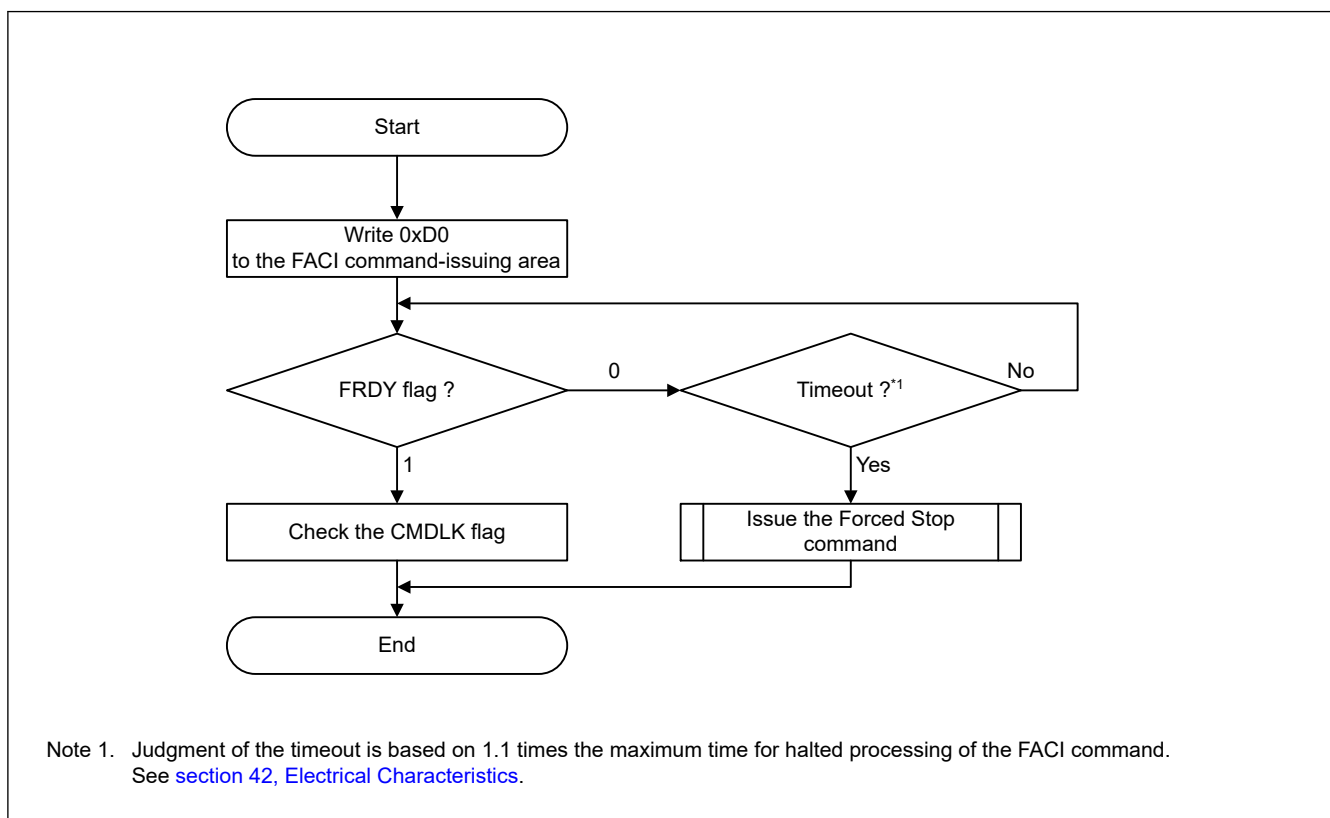 Start
Write 0xD0
to the FACI command-issuing area
FRDY flag ?
0
Timeout ?*1
No
1
Yes
Check the CMDLK flag
Issue the Forced Stop
command
End
Note 1. Judgment of the timeout is based on 1.1 times the maximum time for halted processing of the FACI command.
See section 42, Electrical Characteristics.